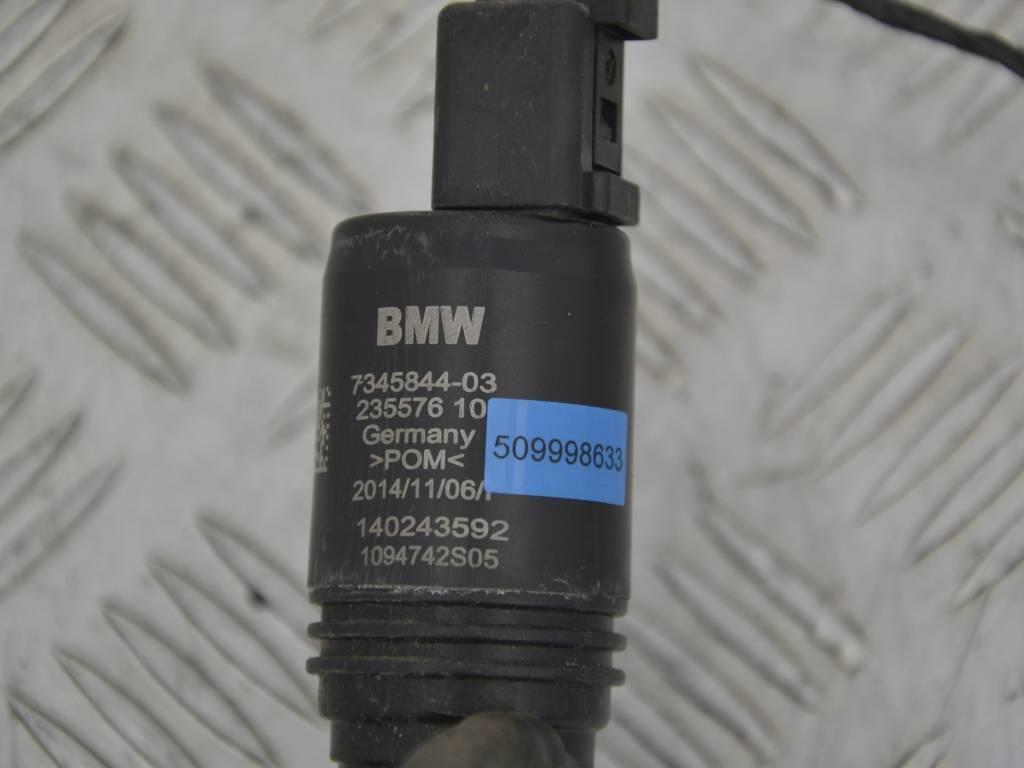 BMW
7345844-03
235576 10
Germany
>POM<
509998633
2014/11/06/
140243592
1094742S05